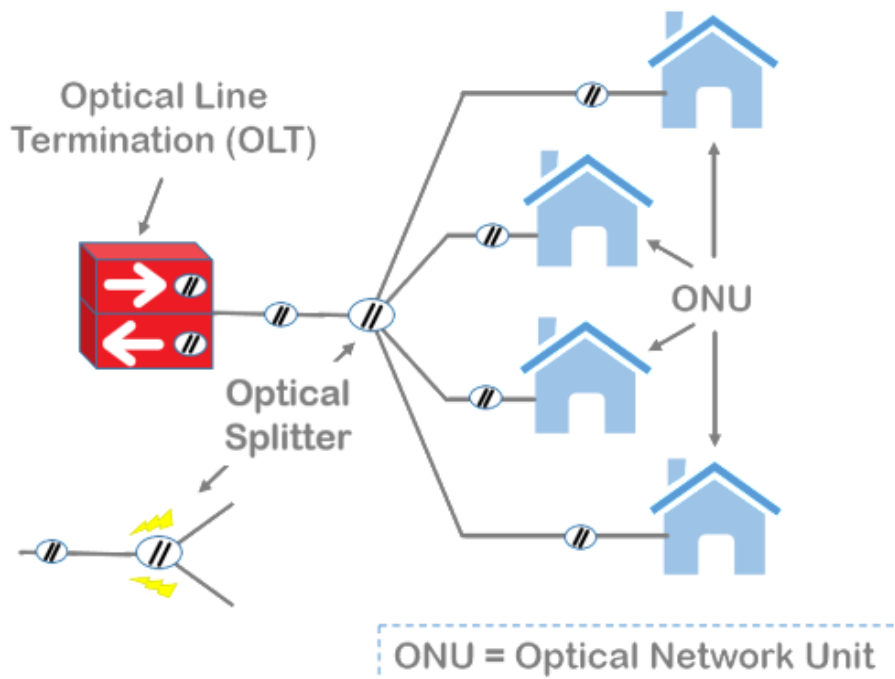 Optical Line
Termination (OLT)
ONU
Optical
Splitter
ONU = Optical Network Unit